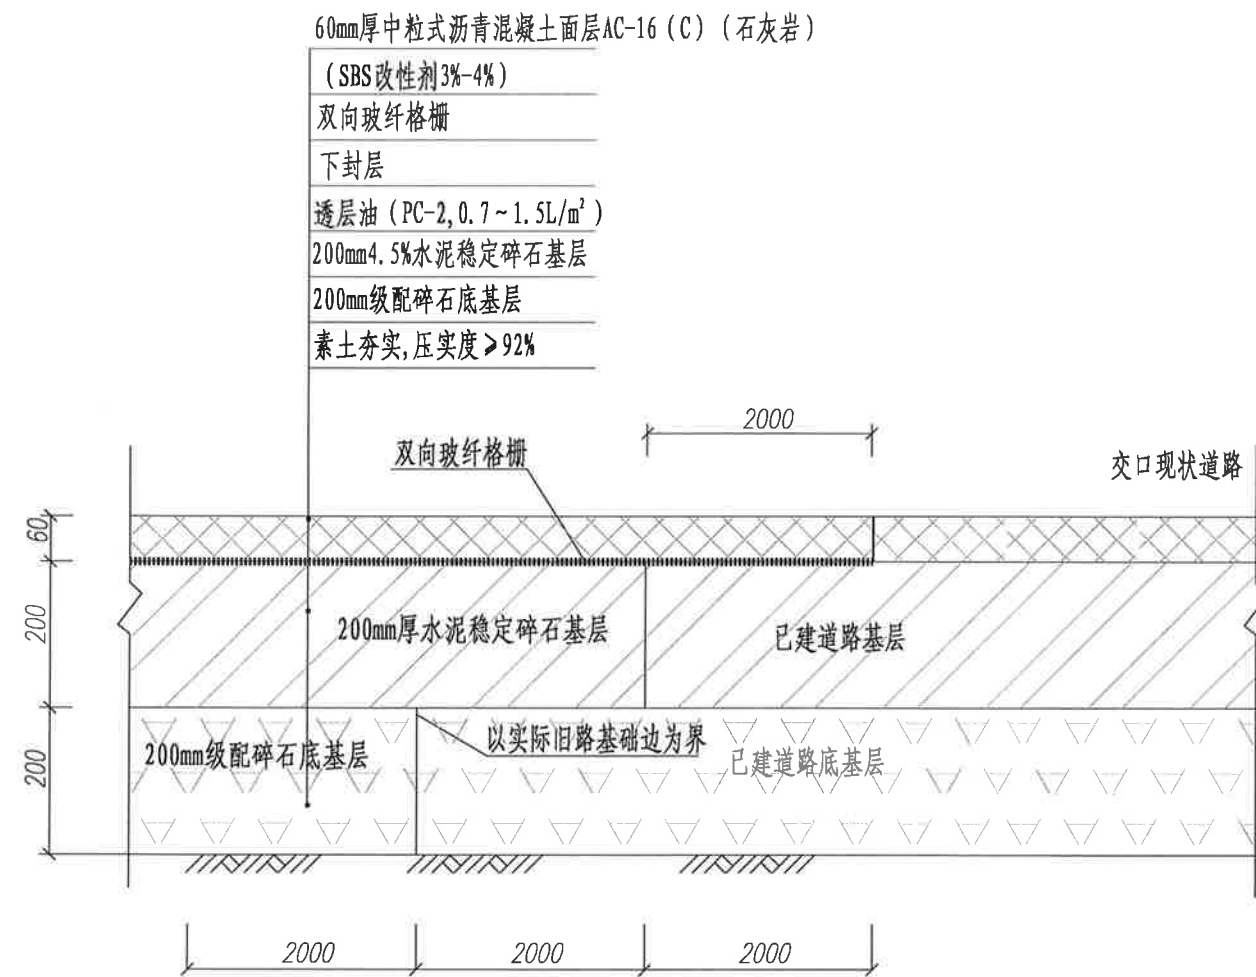 60mm厚中粒式沥青混凝土面层AC-16(C)(石灰岩)
(SBS改性剂3%-4%)
双向玻纤格栅
下封层
透层油(PC-2,0.7~1.5L/m²)
200mm4.5%水泥稳定碎石基层
200mm级配碎石底基层
素土夯实,压实度≥92%
2000
双向玻纤格栅
交口现状道路
60
200
200mm厚水泥稳定碎石基层
已建道路基层
200
200mm级配碎石底基层
以实际旧路基础边为界
已建道路底基层
2000
2000
2000